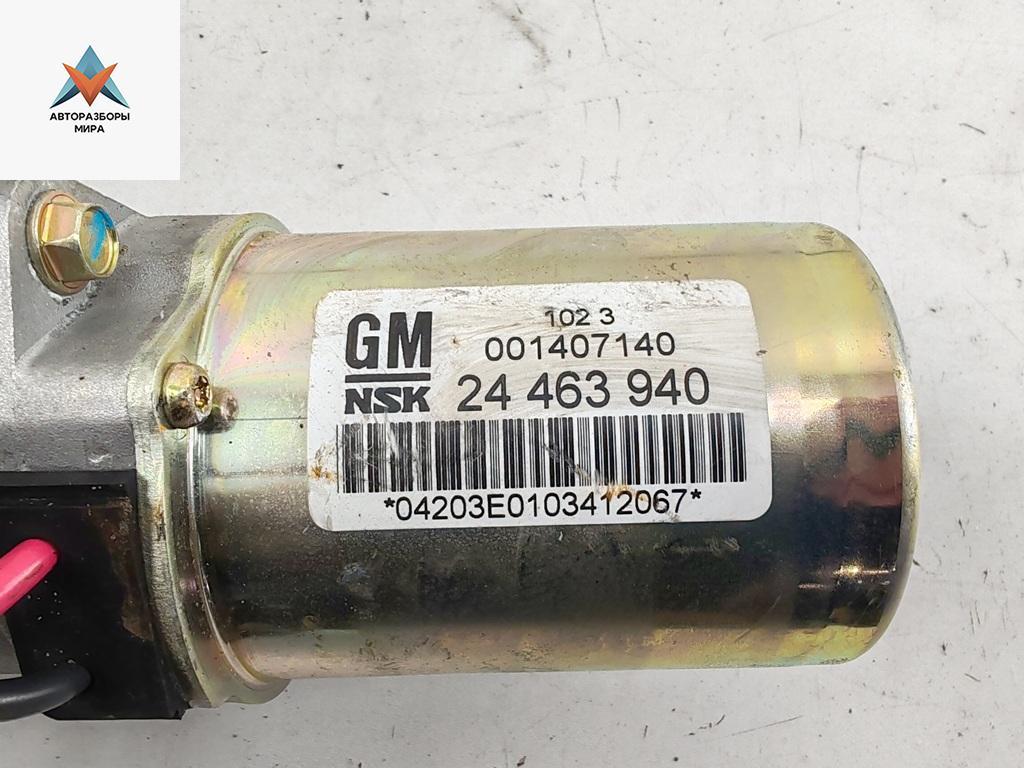 АВТОРАЗБОРЫ
МИРА
GM
NSK
102 3
001407140
24 463 940
*04203E0103412067*